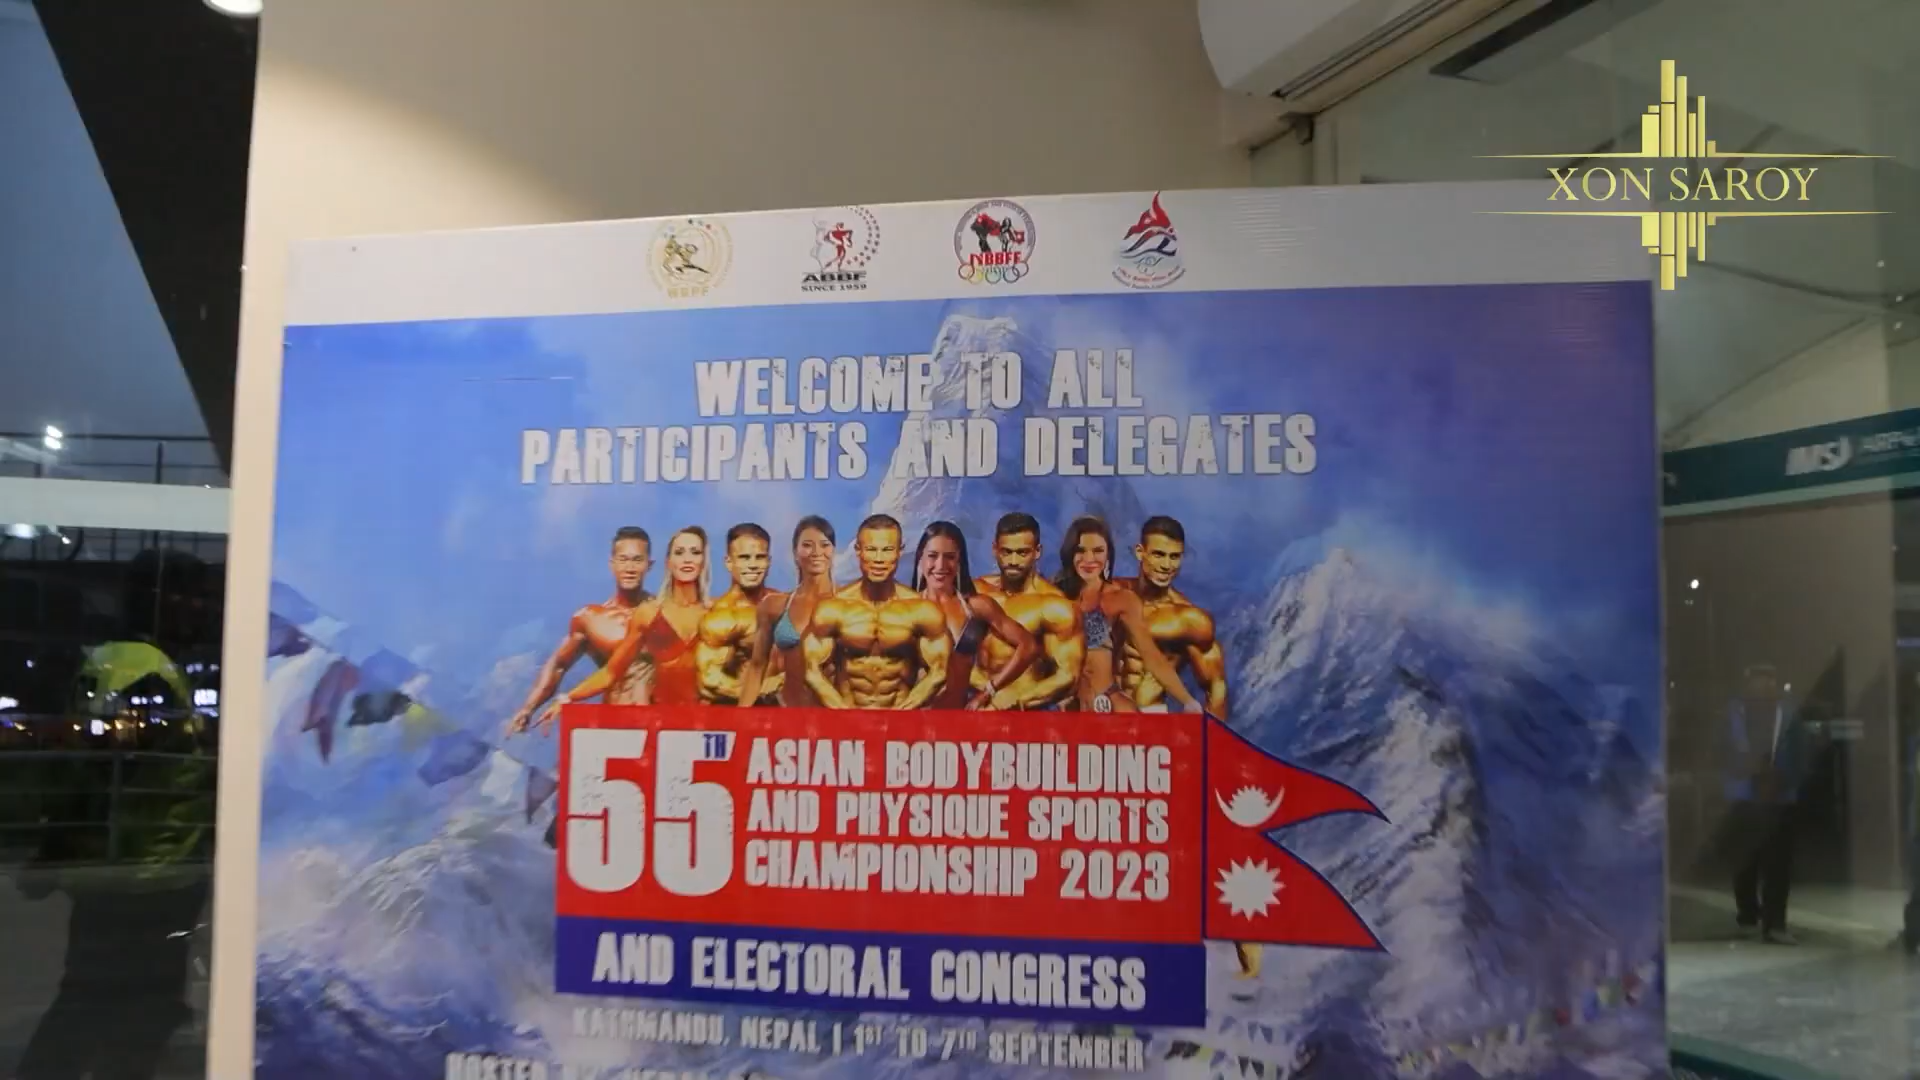 XON SAROY
ABBF
SINCE 1959
NBBFF
WELCOME TO ALL
PARTICIPANTS AND DELEGATES
55TH
ASIAN BODYBUILDING
AND PHYSIQUE SPORTS
CHAMPIONSHIP 2023
AND ELECTORAL CONGRESS
KATHMANDU, NEPAL | 1ST TO 7TH SEPTEMBER
HOSTED